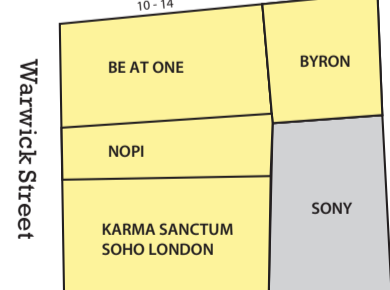 10 - 14
BE AT ONE
BYRON
Warwick Street
NOPI
SONY
KARMA SANCTUM
SOHO LONDON